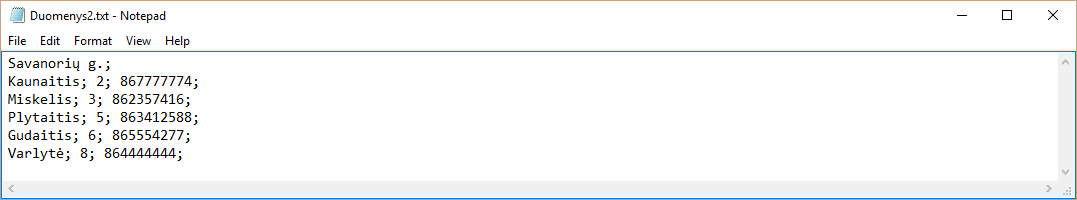 Duomenys2.txt - Notepad
File Edit Format View Help
Savanorių g.;
Kaunaitis; 2; 867777774;
Miskelis; 3; 862357416;
Plytaitis; 5; 863412588;
Gudaitis; 6; 865554277;
Varlytė; 8; 864444444;